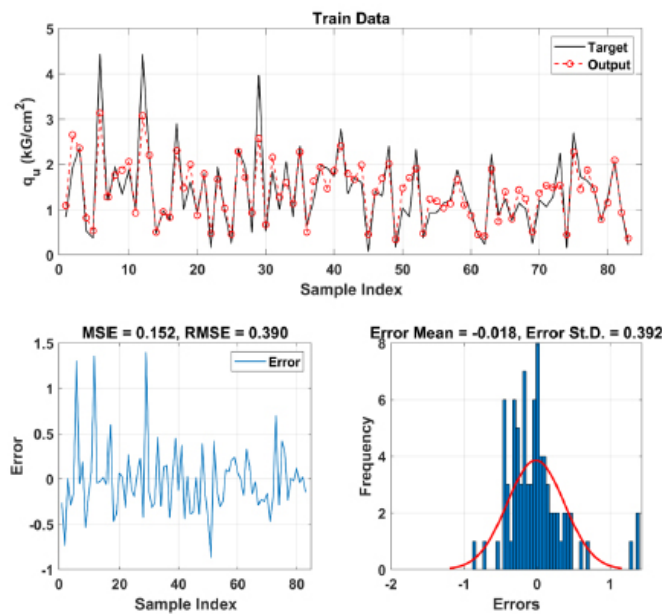 Train Data
5
4
3
2
1
0
q_u (kG/cm²)
Target
Output
0 10 20 30 40 50 60 70 80
Sample Index
MSE = 0.152, RMSE = 0.390
1.5
1
0.5
0
-0.5
-1
Error
Error
0 20 40 60 80
Sample Index
Error Mean = -0.018, Error St.D. = 0.392
8
6
4
2
0
Frequency
-2 -1 0 1
Errors